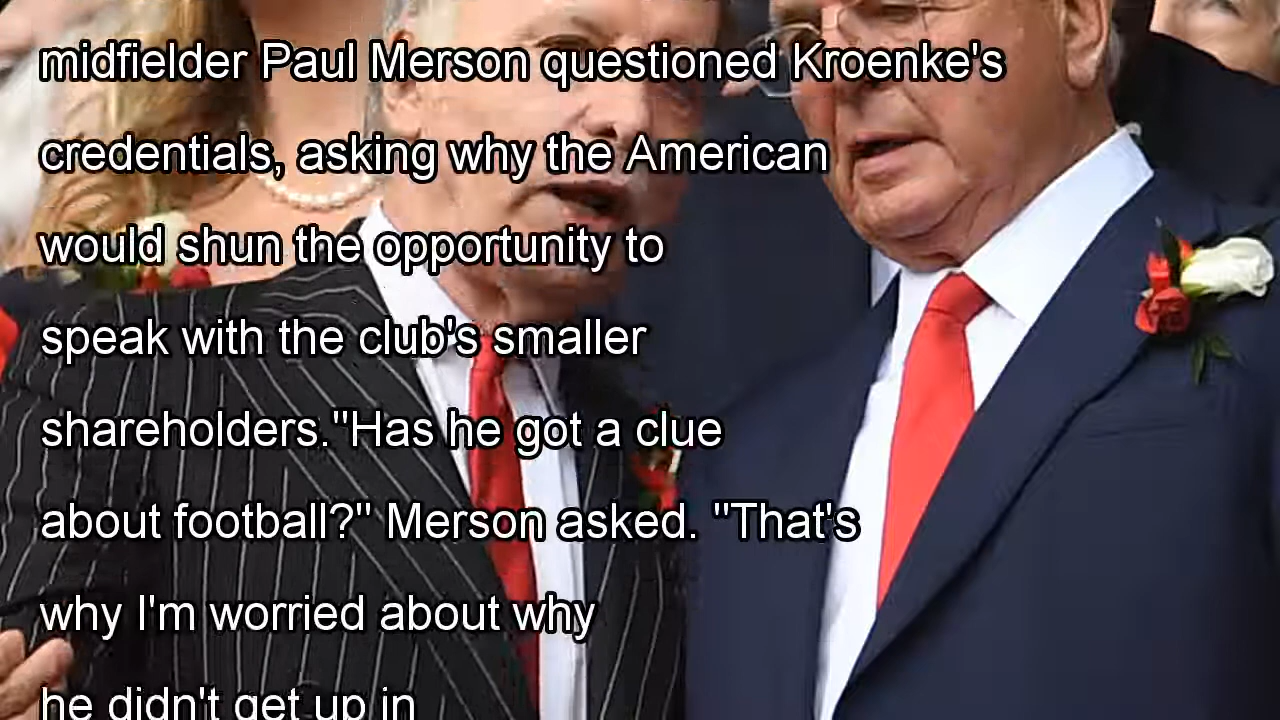 midfielder Paul Merson questioned Kroenke's
credentials, asking why the American
would shun the opportunity to
speak with the club's smaller
shareholders."Has he got a clue
about football?" Merson asked. "That's
why I'm worried about why
he didn't get up in